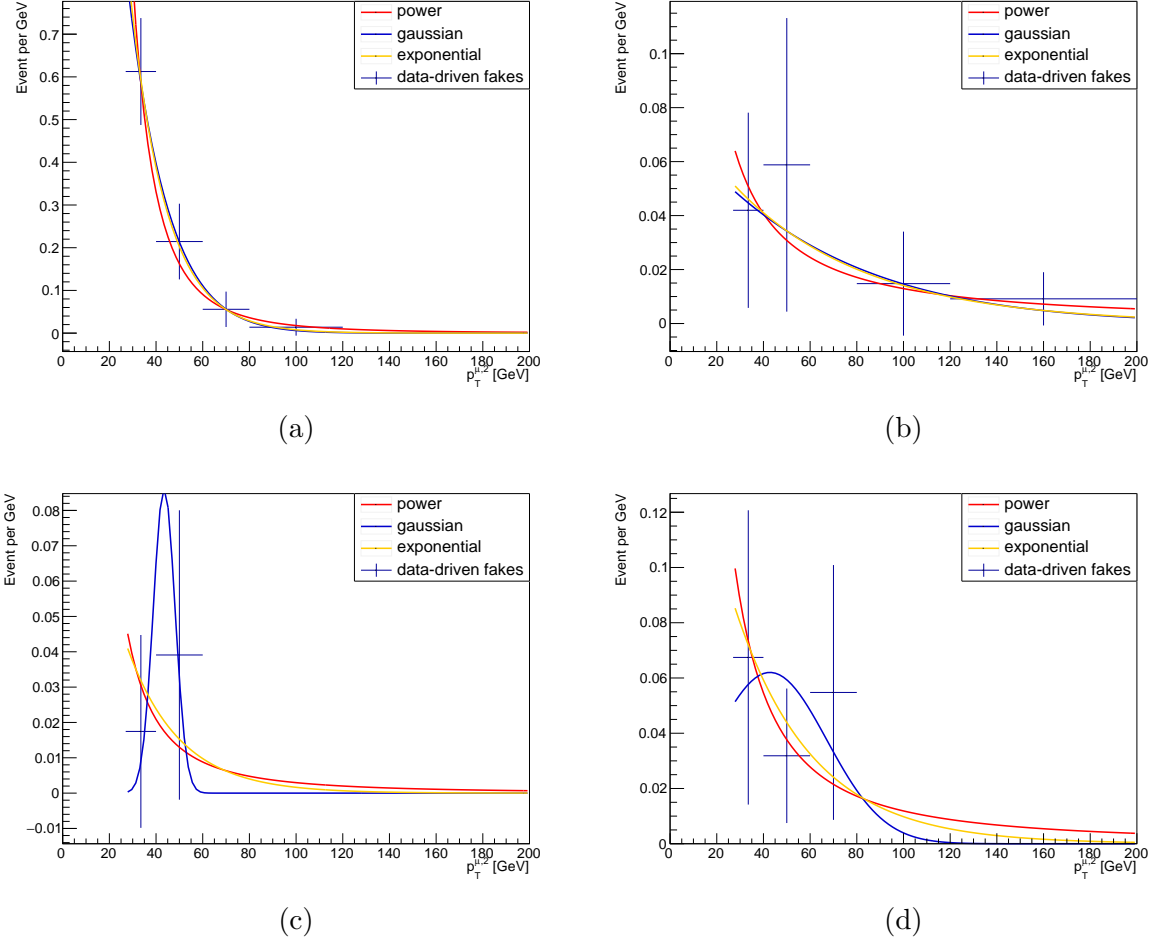 Event per GeV
0.7
0.6
0.5
0.4
0.3
0.2
0.1
0
0 20 40 60 80 100 120 140 160 180 200
p_T^{μ,2} [GeV]
power
gaussian
exponential
data-driven fakes
(a)
Event per GeV
0.1
0.08
0.06
0.04
0.02
0
0 20 40 60 80 100 120 140 160 180 200
p_T^{μ,2} [GeV]
power
gaussian
exponential
data-driven fakes
(b)
Event per GeV
0.08
0.07
0.06
0.05
0.04
0.03
0.02
0.01
0
−0.01
0 20 40 60 80 100 120 140 160 180 200
p_T^{μ,2} [GeV]
power
gaussian
exponential
data-driven fakes
(c)
Event per GeV
0.12
0.1
0.08
0.06
0.04
0.02
0
0 20 40 60 80 100 120 140 160 180 200
p_T^{μ,2} [GeV]
power
gaussian
exponential
data-driven fakes
(d)